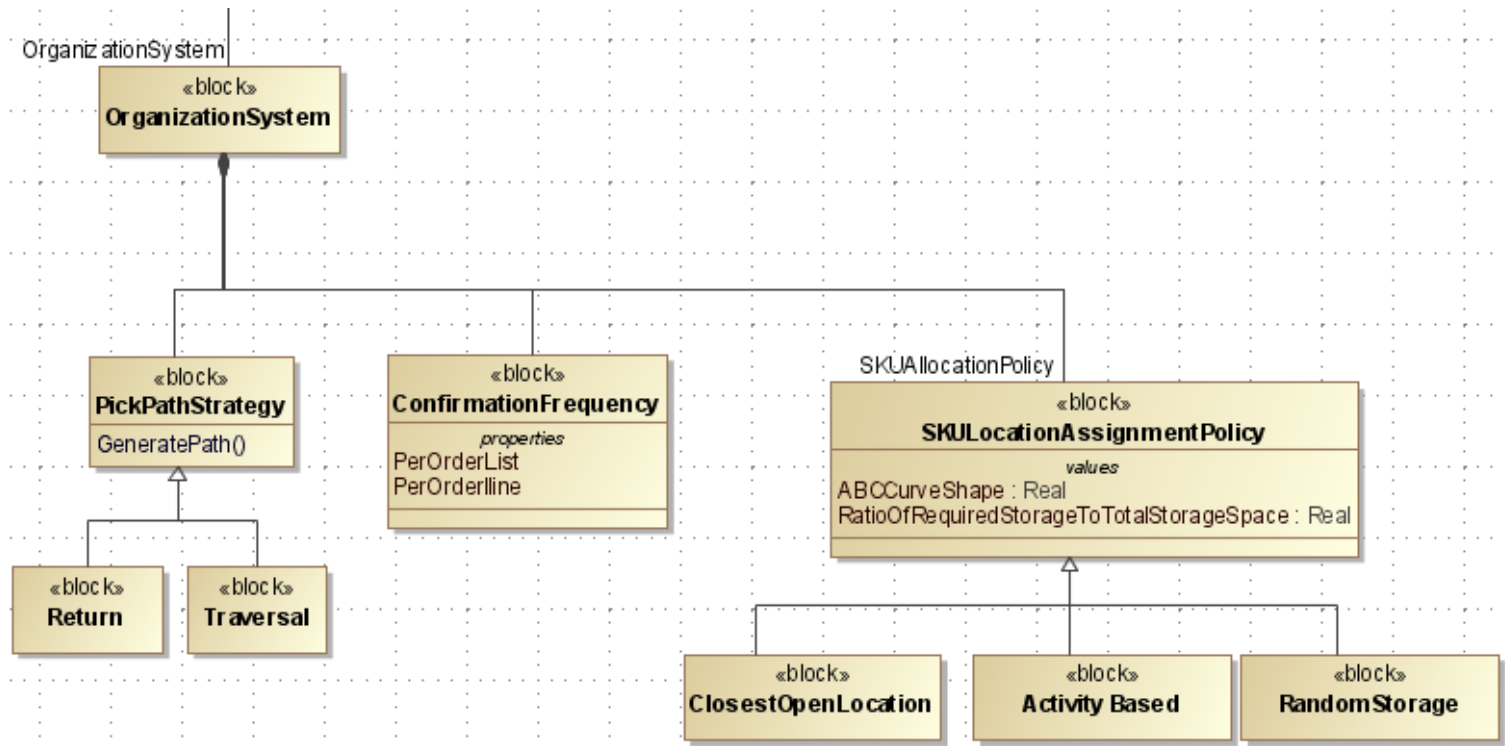 OrganizationSystem
«block»
OrganizationSystem
«block»
PickPathStrategy
GeneratePath()
«block»
ConfirmationFrequency
properties
PerOrderList
PerOrderlline
SKUAllocationPolicy
«block»
SKULocationAssignmentPolicy
values
ABCCurveShape : Real
RatioOfRequiredStorageToTotalStorageSpace : Real
«block»
Return
«block»
Traversal
«block»
ClosestOpenLocation
«block»
Activity Based
«block»
RandomStorage